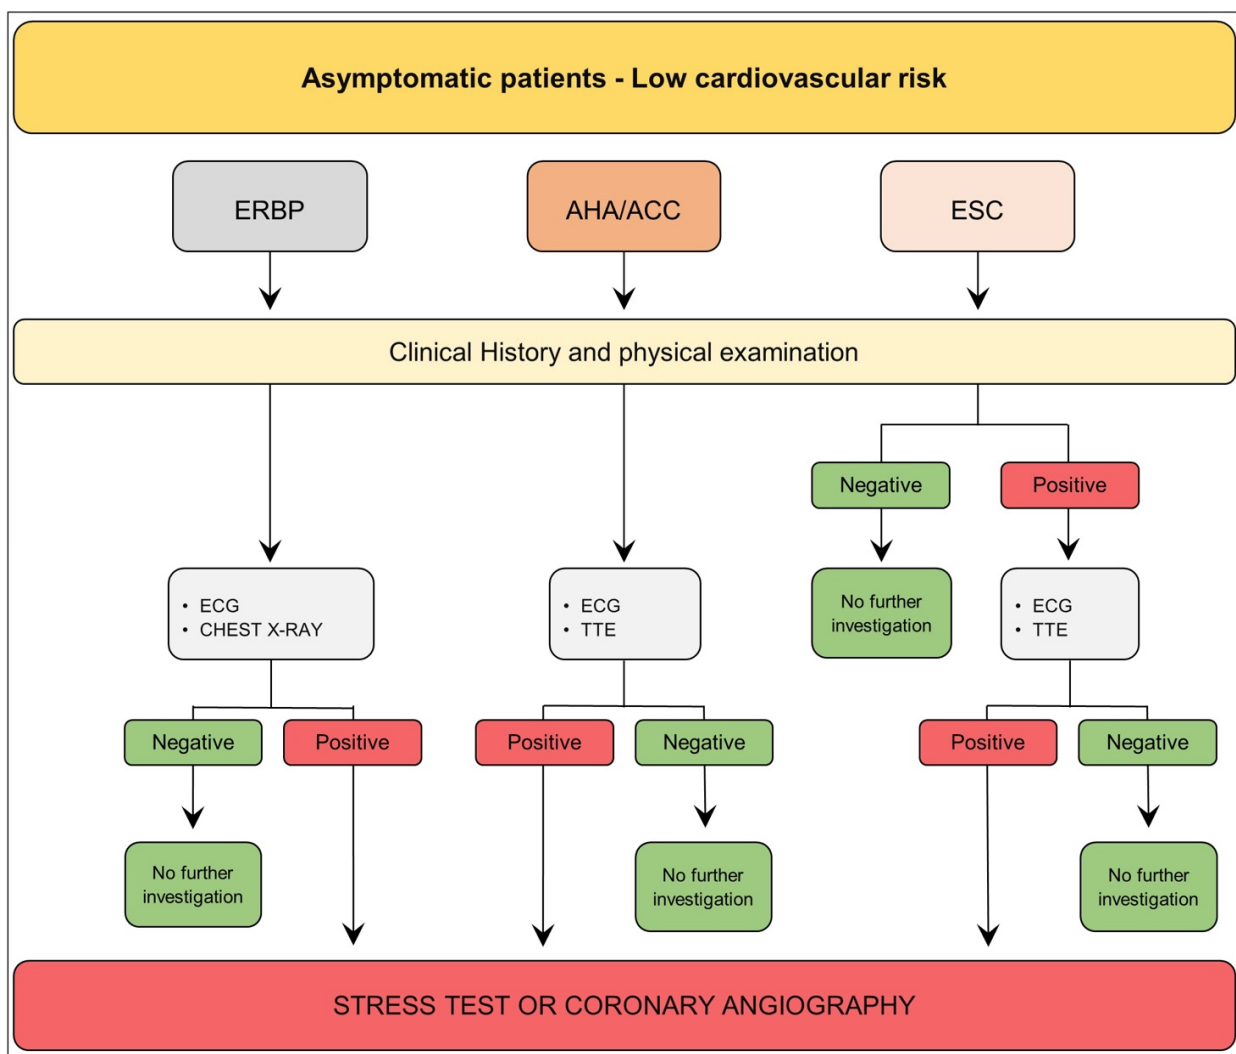 Asymptomatic patients - Low cardiovascular risk
ERBP
AHA/ACC
ESC
Clinical History and physical examination
Negative
Positive
• ECG
• CHEST X-RAY
• ECG
• TTE
No further
investigation
• ECG
• TTE
Negative
Positive
Positive
Negative
Positive
Negative
No further
investigation
No further
investigation
No further
investigation
STRESS TEST OR CORONARY ANGIOGRAPHY